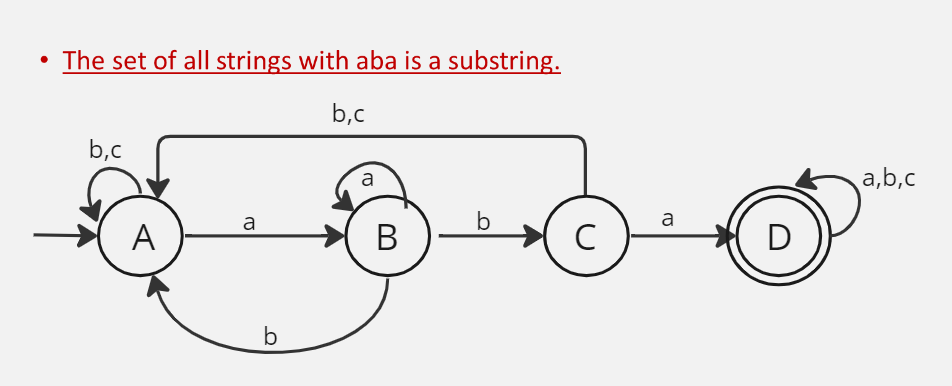 • The set of all strings with aba is a substring.
b,c
b,c
a
a,b,c
a
b
a
A
B
C
D
b